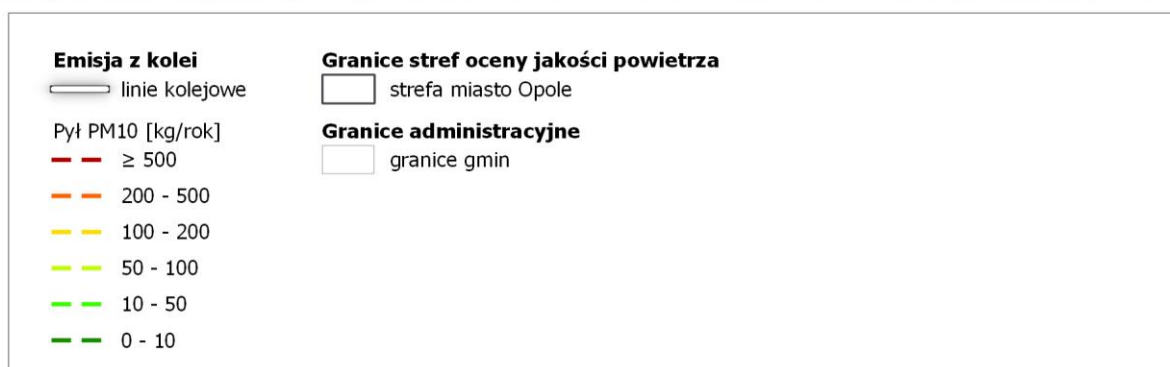 Emisja z kolei
linie kolejowe
Pył PM10 [kg/rok]
≥ 500
200 - 500
100 - 200
50 - 100
10 - 50
0 - 10
Granice stref oceny jakości powietrza
strefa miasto Opole
Granice administracyjne
granice gmin